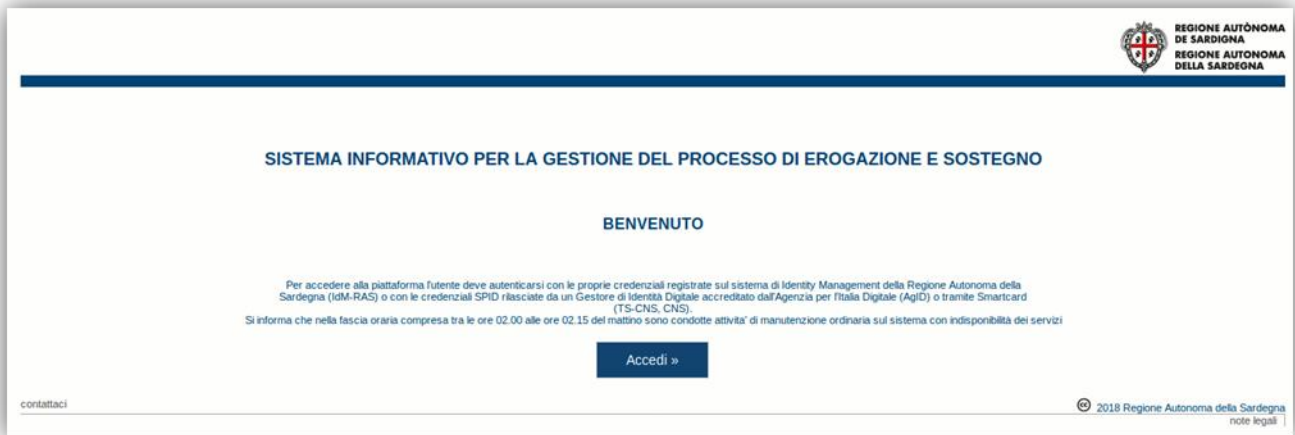 REGIONE AUTÒNOMA
DE SARDIGNA
REGIONE AUTONOMA
DELLA SARDEGNA
SISTEMA INFORMATIVO PER LA GESTIONE DEL PROCESSO DI EROGAZIONE E SOSTEGNO
BENVENUTO
Per accedere alla piattaforma l'utente deve autenticarsi con le proprie credenziali registrate sul sistema di Identity Management della Regione Autonoma della
Sardegna (IdM-RAS) o con le credenziali SPID rilasciate da un Gestore di Identità Digitale accreditato dall'Agenzia per l'Italia Digitale (AgID) o tramite Smartcard
(TS-CNS, CNS).
Si informa che nella fascia oraria compresa tra le ore 02.00 alle ore 02.15 del mattino sono condotte attivita' di manutenzione ordinaria sul sistema con indisponibilità dei servizi
Accedi »
contattaci
cc 2018 Regione Autonoma della Sardegna
note legali